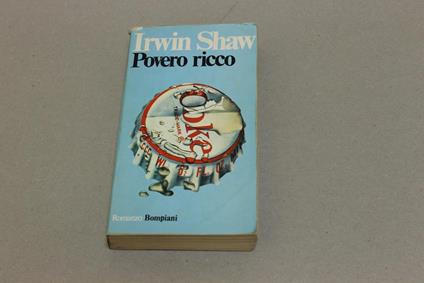 Irwin Shaw
Povero ricco
coke
Romanzo Bompiani